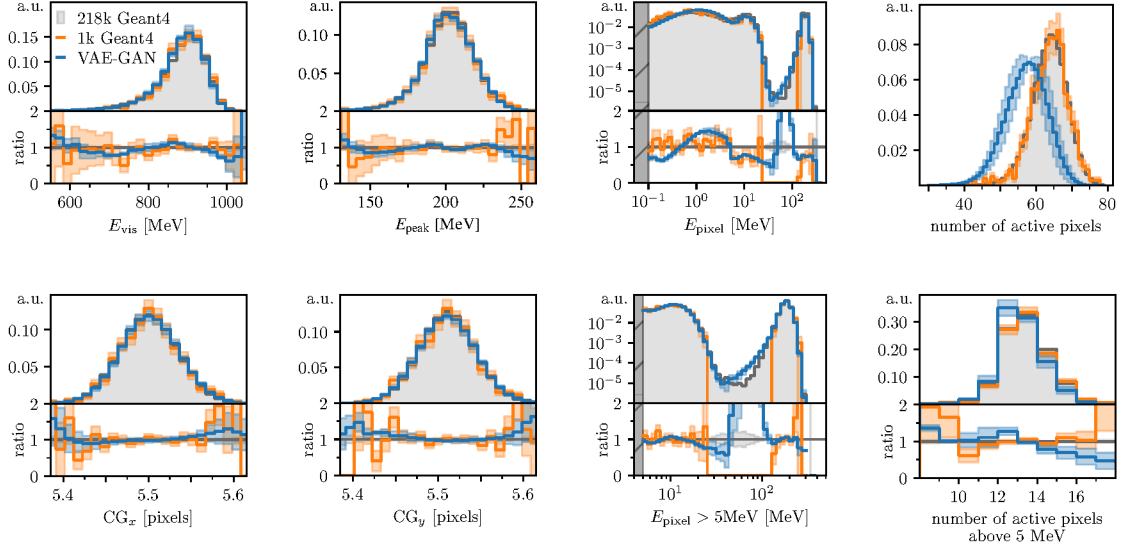 a.u.
218k Geant4
1k Geant4
VAE-GAN
0.15
0.10
0.05
2
1
0
ratio
600
800
1000
E_vis [MeV]
a.u.
0.10
0.05
2
1
0
ratio
150
200
250
E_peak [MeV]
a.u.
10^−2
10^−3
10^−4
10^−5
2
1
0
ratio
10^−1
10^0
10^1
10^2
E_pixel [MeV]
a.u.
0.08
0.06
0.04
0.02
40
60
80
number of active pixels
a.u.
0.10
0.05
2
1
0
ratio
5.4
5.5
5.6
CG_x [pixels]
a.u.
0.10
0.05
2
1
0
ratio
5.4
5.5
5.6
CG_y [pixels]
a.u.
10^−2
10^−3
10^−4
10^−5
2
1
0
ratio
10^1
10^2
E_pixel > 5MeV [MeV]
a.u.
0.30
0.20
0.10
2
1
0
ratio
10
12
14
16
number of active pixels
above 5 MeV